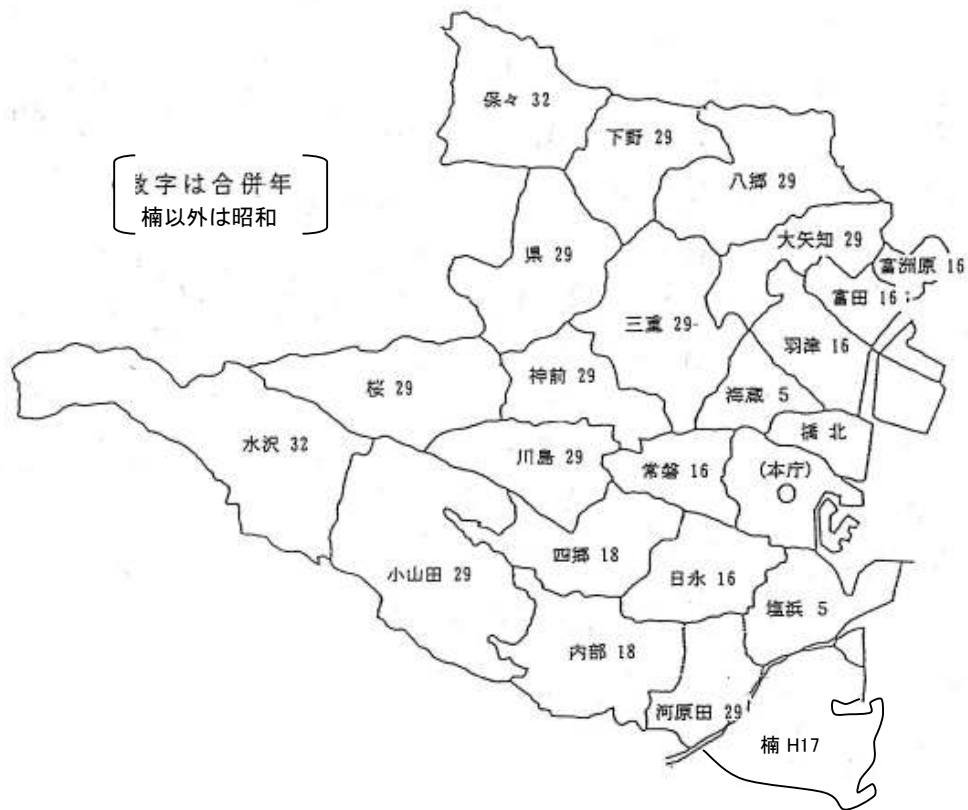 保々 32
下野 29
数字は合併年
楠以外は昭和
八郷 29
大矢知 29
県 29
富洲原 16
富田 16
三重 29
羽津 16
桜 29
神前 29
海蔵 5
水沢 32
橋北
川島 29
常磐 16
(本庁)
四郷 18
小山田 29
日永 16
塩浜 5
内部 18
河原田 29
楠 H17